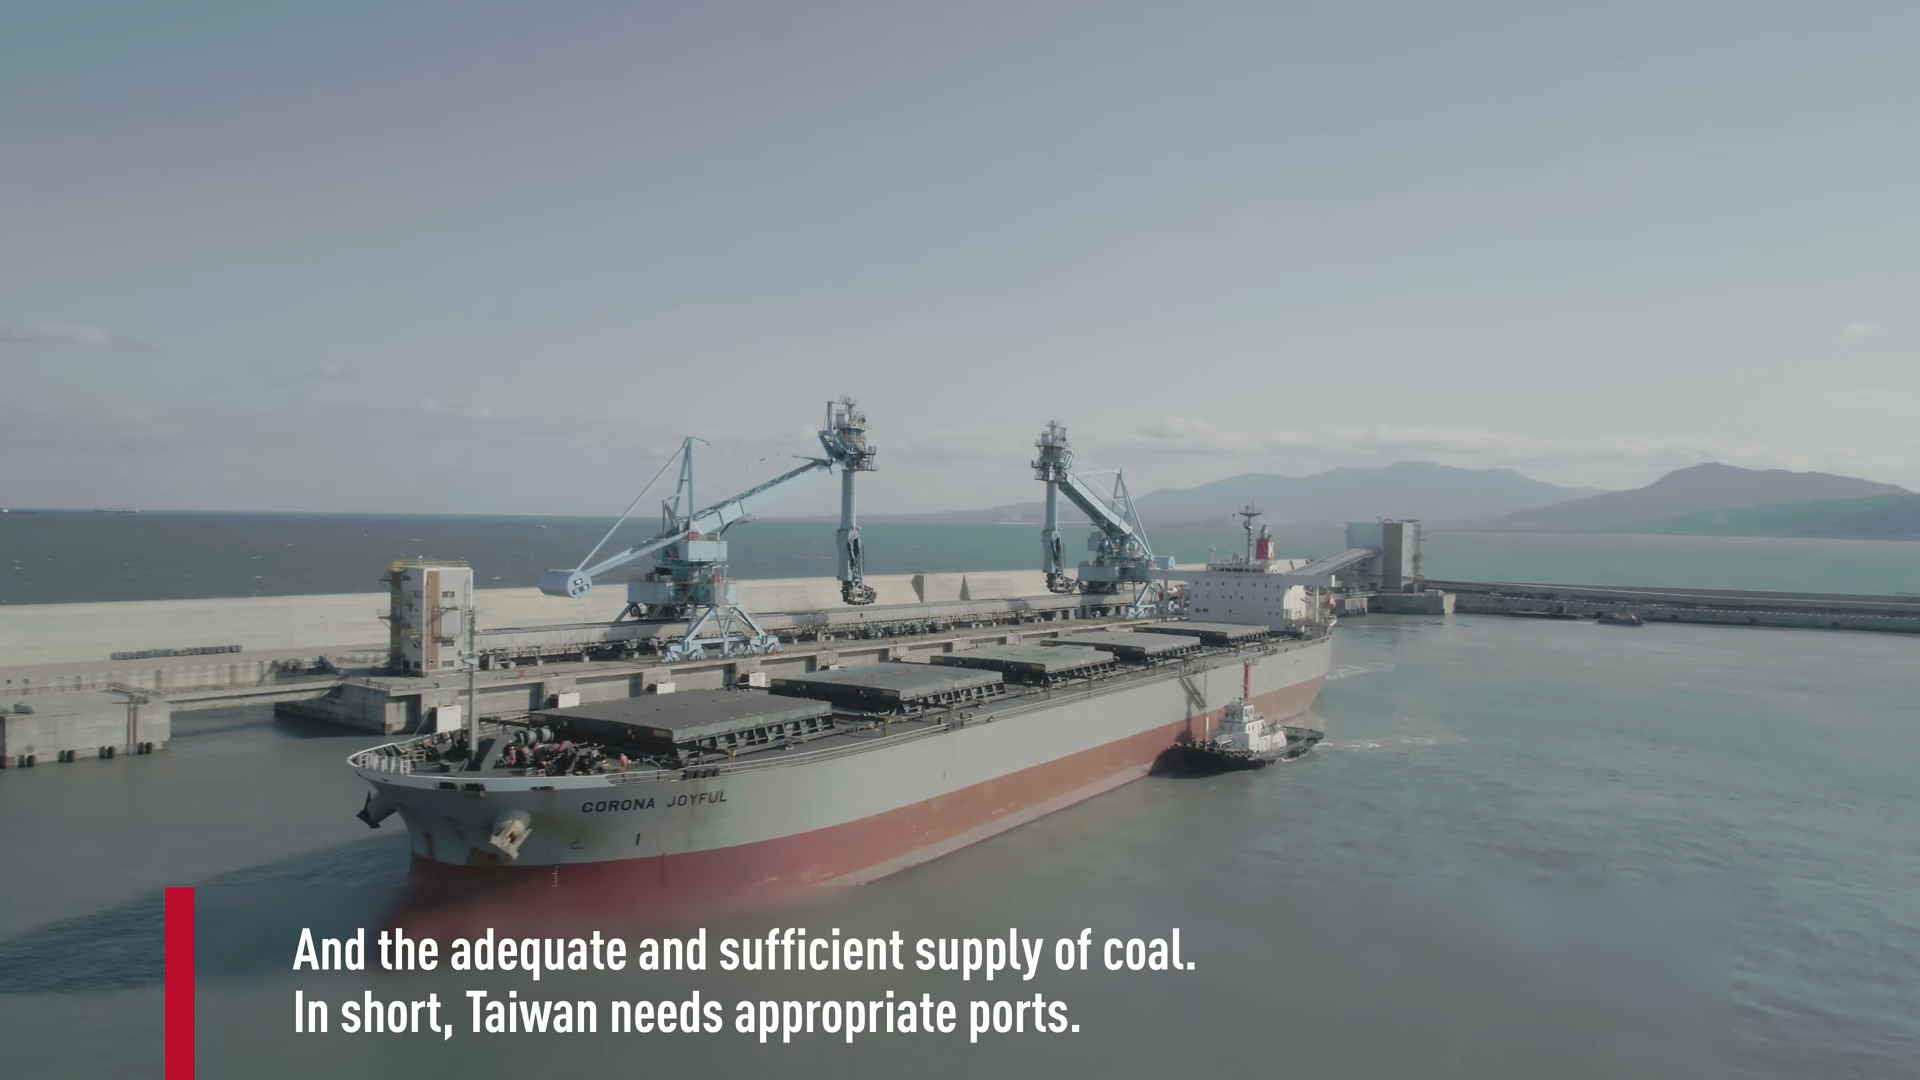 CORONA JOYFUL
And the adequate and sufficient supply of coal.
In short, Taiwan needs appropriate ports.